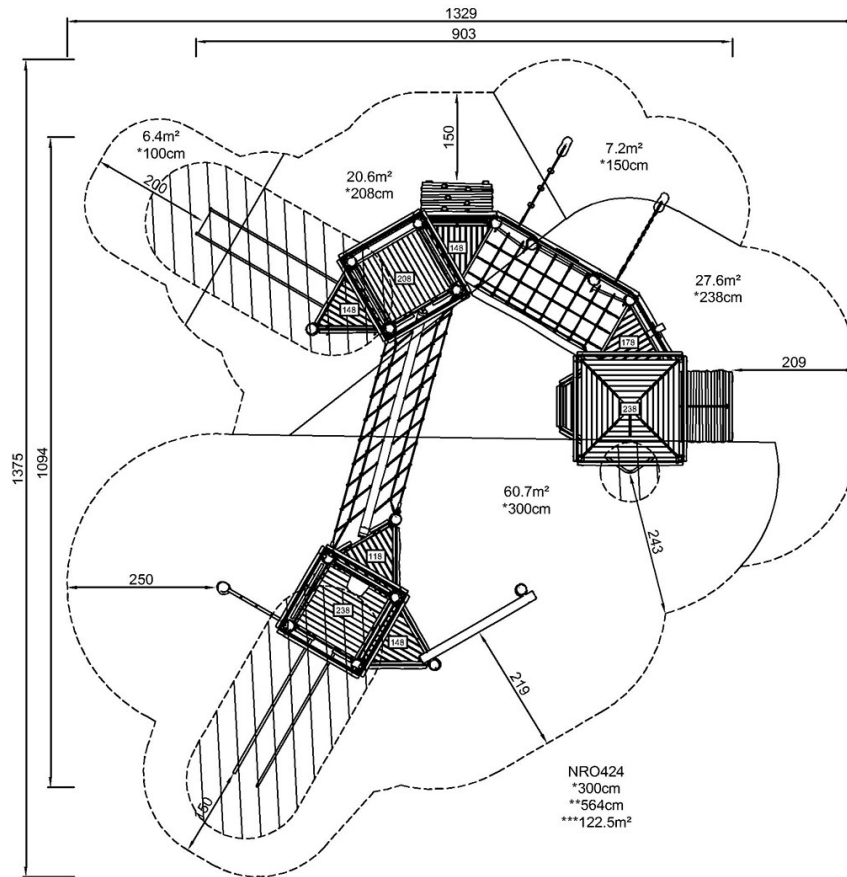 1329
903
6.4m²
*100cm
200
150
7.2m²
*150cm
20.6m²
*208cm
148
208
148
27.6m²
*238cm
178
209
238
1375
1094
60.7m²
*300cm
243
250
118
238
148
219
150
NRO424
*300cm
**564cm
***122.5m²